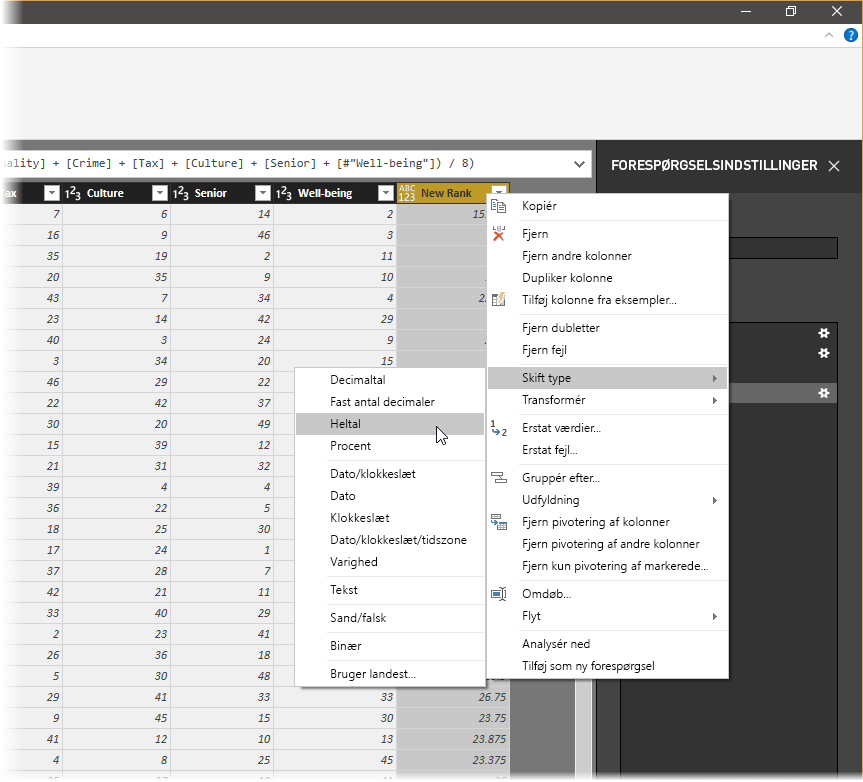 ?
ality] + [Crime] + [Tax] + [Culture] + [Senior] + [#"Well-being"]) / 8)
FORESPØRGSELSINDSTILLINGER
ax 1²3 Culture 1²3 Senior 1²3 Well-being ABC 123 New Rank
7 6 14 2 15.
16 9 46 3
35 19 2 11
20 35 9 10
43 7 34 4 2
23 14 42 29
40 3 24 9
3 34 20 15
46 29 22
22 42 37
30 20 49
15 39 12
21 31 32
39 4 4
36 22 5
18 25 30
17 24 1
37 28 7
42 21 11
33 40 29
2 23 41
26 36 18
5 30 48
29 41 33 33 26.75
9 45 15 30 23.75
41 12 10 13 23.875
4 8 25 45 23.375
Kopiér
Fjern
Fjern andre kolonner
Dupliker kolonne
Tilføj kolonne fra eksempler...
Fjern dubletter
Fjern fejl
Skift type
Transformér
Erstat værdier...
Erstat fejl...
Gruppér efter...
Udfyldning
Fjern pivotering af kolonner
Fjern pivotering af andre kolonner
Fjern kun pivotering af markerede...
Omdøb...
Flyt
Analysér ned
Tilføj som ny forespørgsel
Decimaltal
Fast antal decimaler
Heltal
Procent
Dato/klokkeslæt
Dato
Klokkeslæt
Dato/klokkeslæt/tidszone
Varighed
Tekst
Sand/falsk
Binær
Bruger landest...